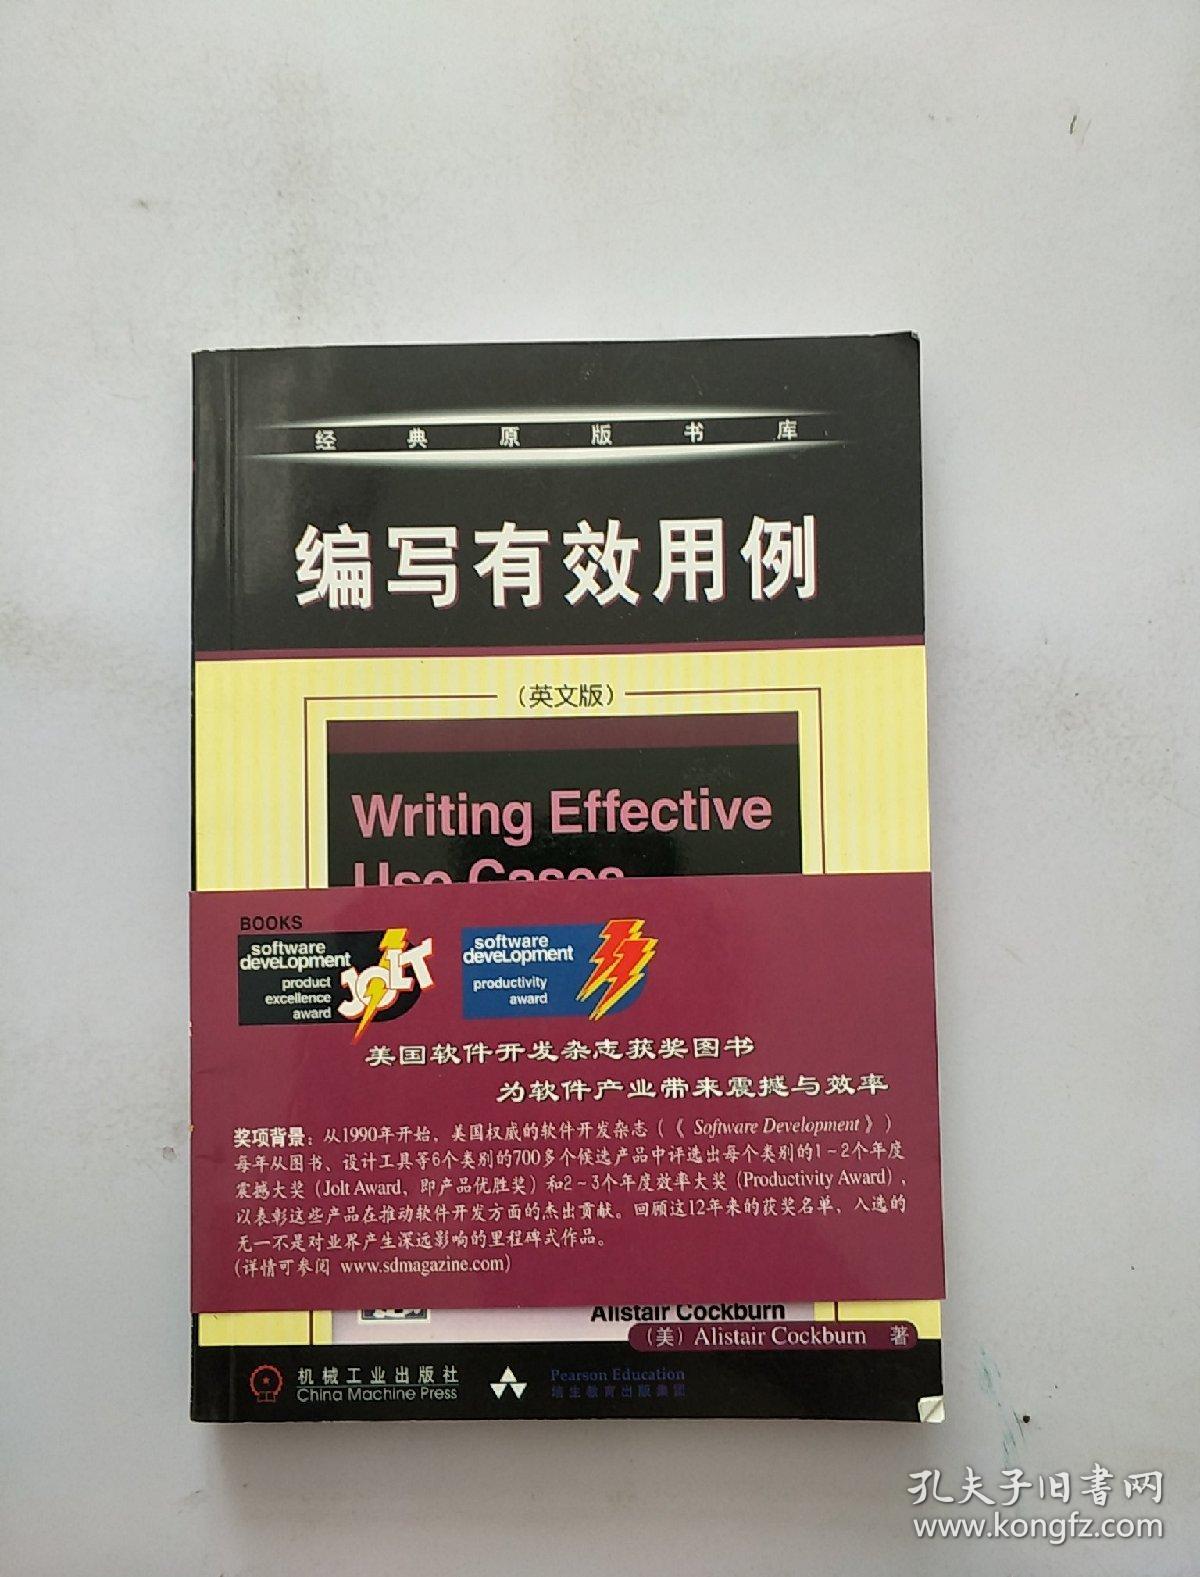 经典原版书库
编写有效用例
（英文版）
Writing Effective
Use Cases
BOOKS
software
development
product
excellence
award
JOLT
software
development
productivity
award
美国软件开发杂志获奖图书
为软件产业带来震撼与效率
奖项背景：从1990年开始，美国权威的软件开发杂志（《 Software Development 》）
每年从图书、设计工具等6个类别的700多个候选产品中评选出每个类别的1～2个年度
震撼大奖（Jolt Award，即产品优胜奖）和2～3个年度效率大奖（Productivity Award），
以表彰这些产品在推动软件开发方面的杰出贡献。回顾这12年来的获奖名单，入选的
无一不是对业界产生深远影响的里程碑式作品。
（详情可参阅 www.sdmagazine.com）
Alistair Cockburn
（美）Alistair Cockburn 著
机械工业出版社
China Machine Press
Pearson Education
培生教育出版集团
孔夫子旧书网
www.kongfz.com